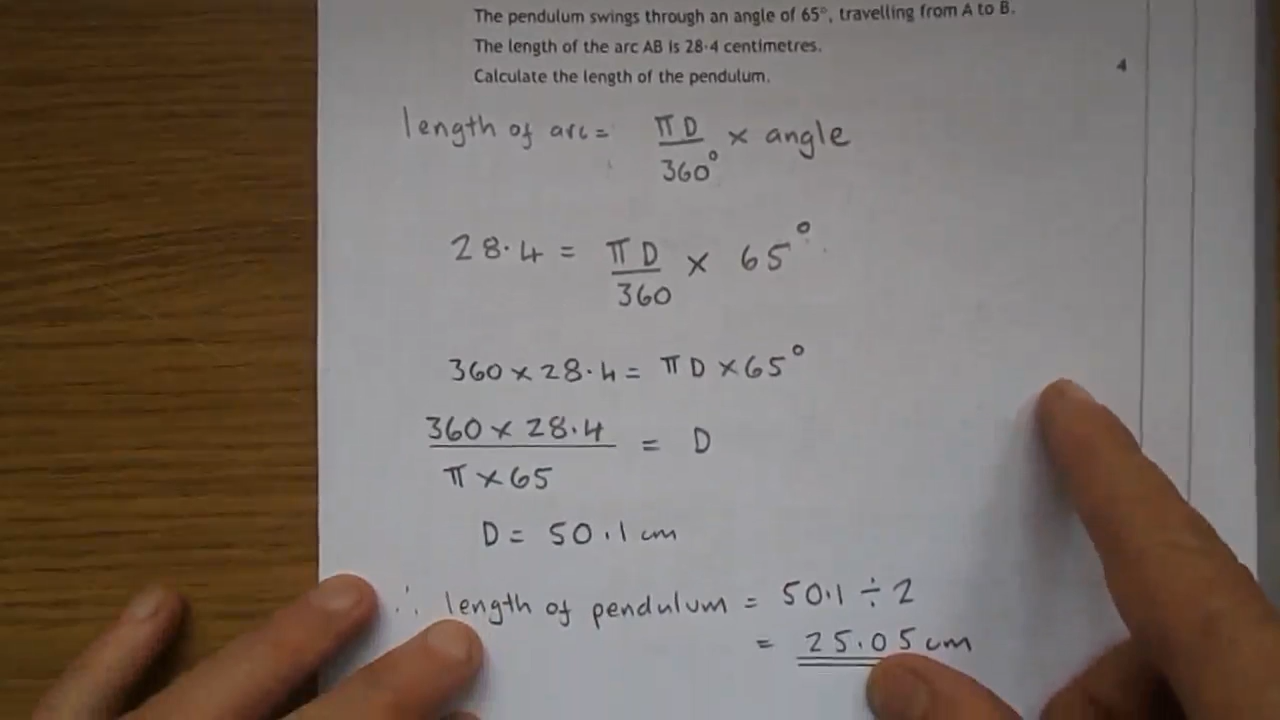 The pendulum swings through an angle of 65°, travelling from A to B.
The length of the arc AB is 28·4 centimetres.
Calculate the length of the pendulum.
4
length of arc = πD/360° × angle
28·4 = πD/360 × 65°
360 × 28·4 = πD × 65°
360 × 28·4 / π × 65 = D
D = 50·1 cm
∴ length of pendulum = 50·1 ÷ 2
= 25·05 cm